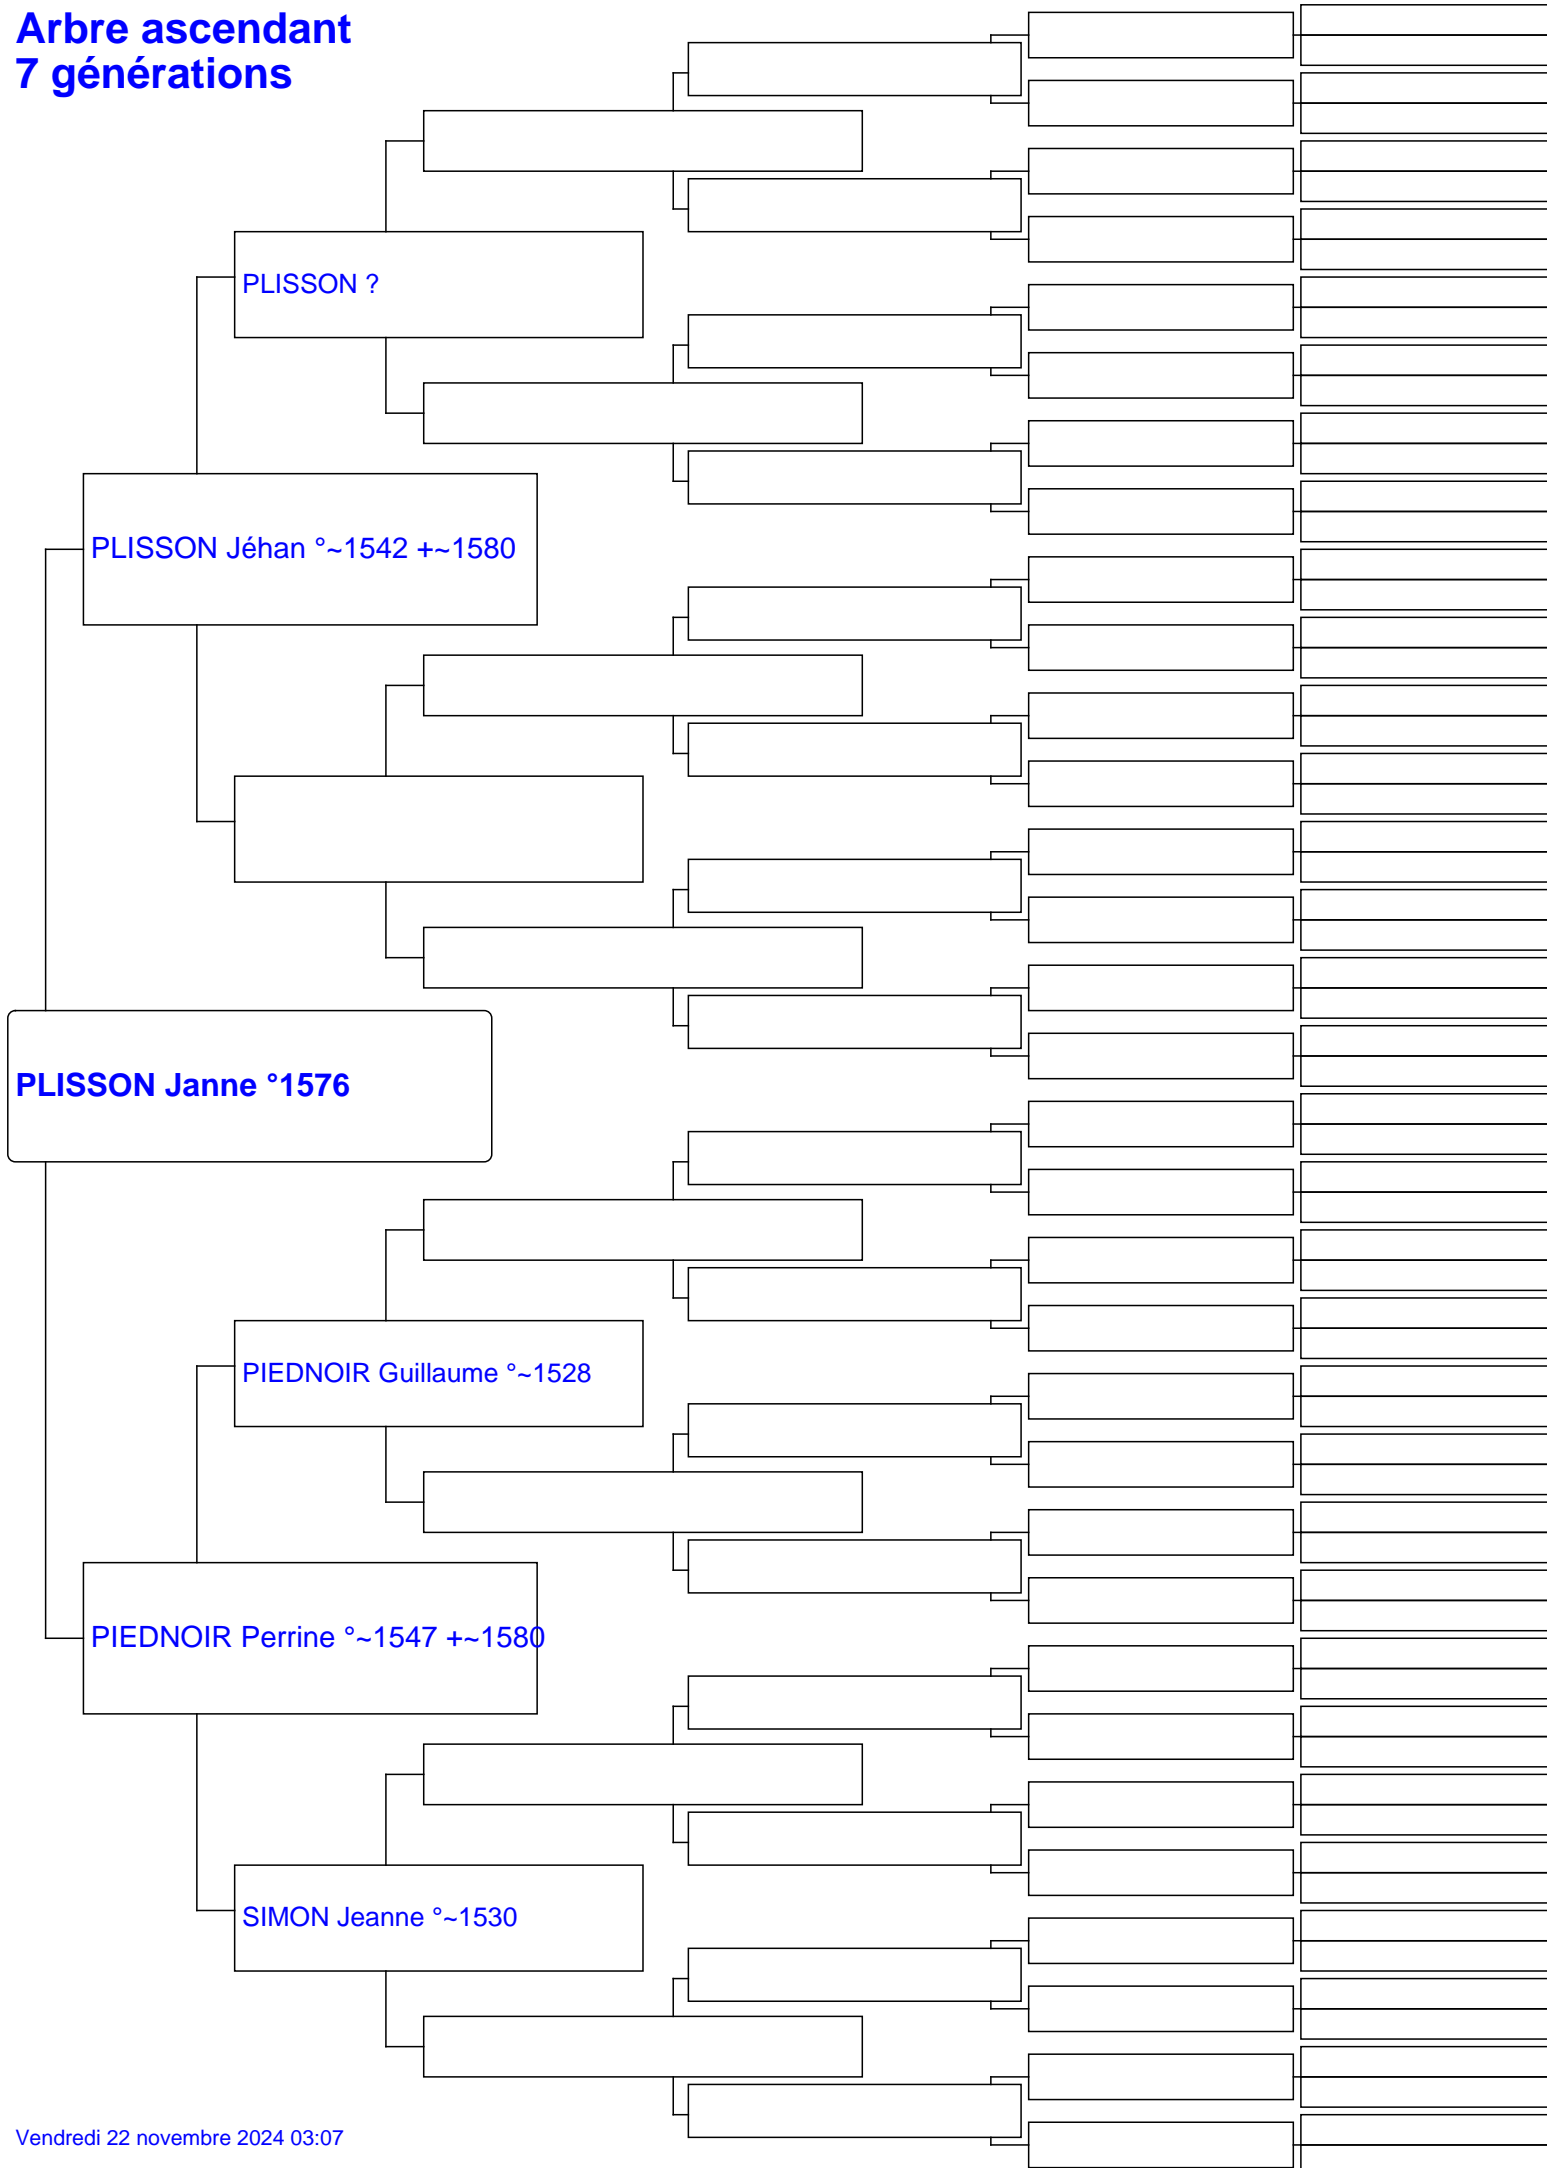 Arbre ascendant
7 générations
PLISSON ?
PLISSON Jéhan °~1542 +~1580
PLISSON Janne °1576
PIEDNOIR Guillaume °~1528
PIEDNOIR Perrine °~1547 +~1580
SIMON Jeanne °~1530
Vendredi 22 novembre 2024 03:07